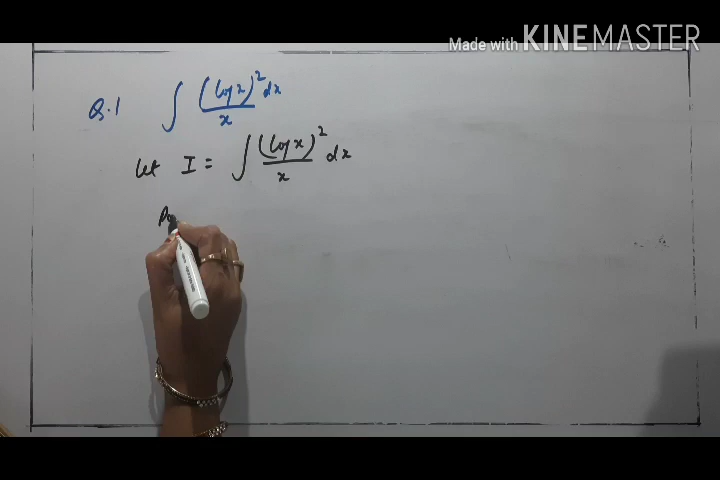 Made with KINEMASTER
Q.1 ∫ (log x)² / x dx
Let I = ∫ (log x)² / x dx